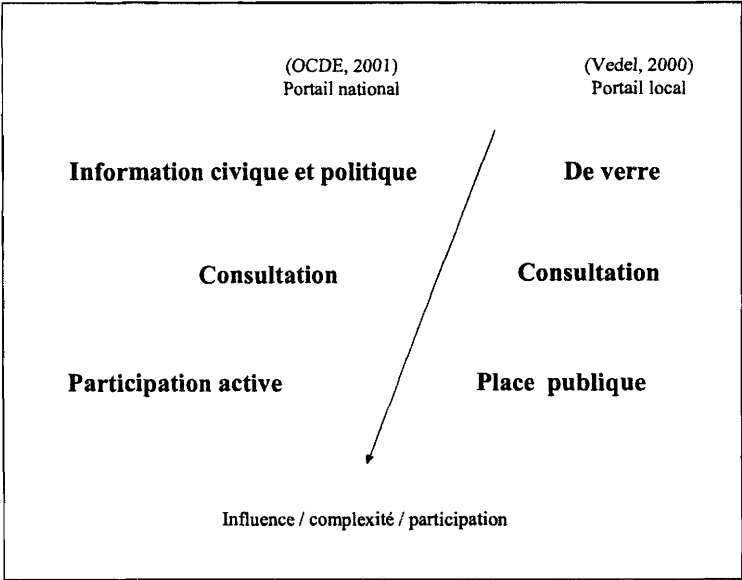 (OCDE, 2001) (Vedel, 2000)
Portail national Portail local
Information civique et politique De verre
Consultation Consultation
Participation active Place publique
Influence / complexité / participation